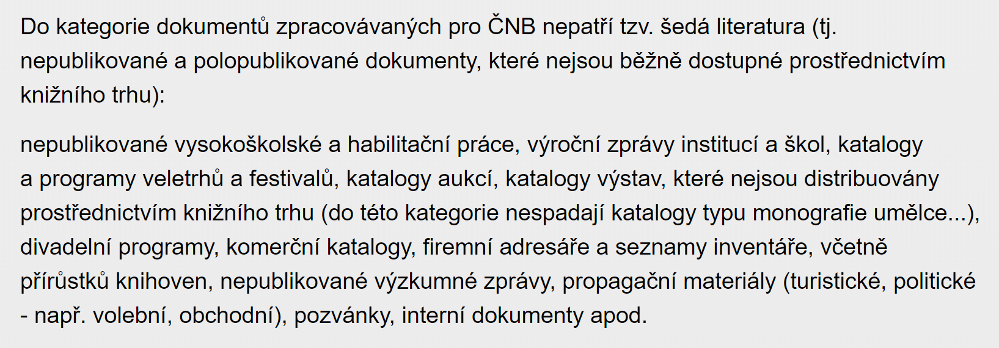 Do kategorie dokumentů zpracovávaných pro ČNB nepatří tzv. šedá literatura (tj.
nepublikované a polopublikované dokumenty, které nejsou běžně dostupné prostřednictvím
knižního trhu):
nepublikované vysokoškolské a habilitační práce, výroční zprávy institucí a škol, katalogy
a programy veletrhů a festivalů, katalogy aukcí, katalogy výstav, které nejsou distribuovány
prostřednictvím knižního trhu (do této kategorie nespadají katalogy typu monografie umělce...),
divadelní programy, komerční katalogy, firemní adresáře a seznamy inventáře, včetně
přírůstků knihoven, nepublikované výzkumné zprávy, propagační materiály (turistické, politické
- např. volební, obchodní), pozvánky, interní dokumenty apod.